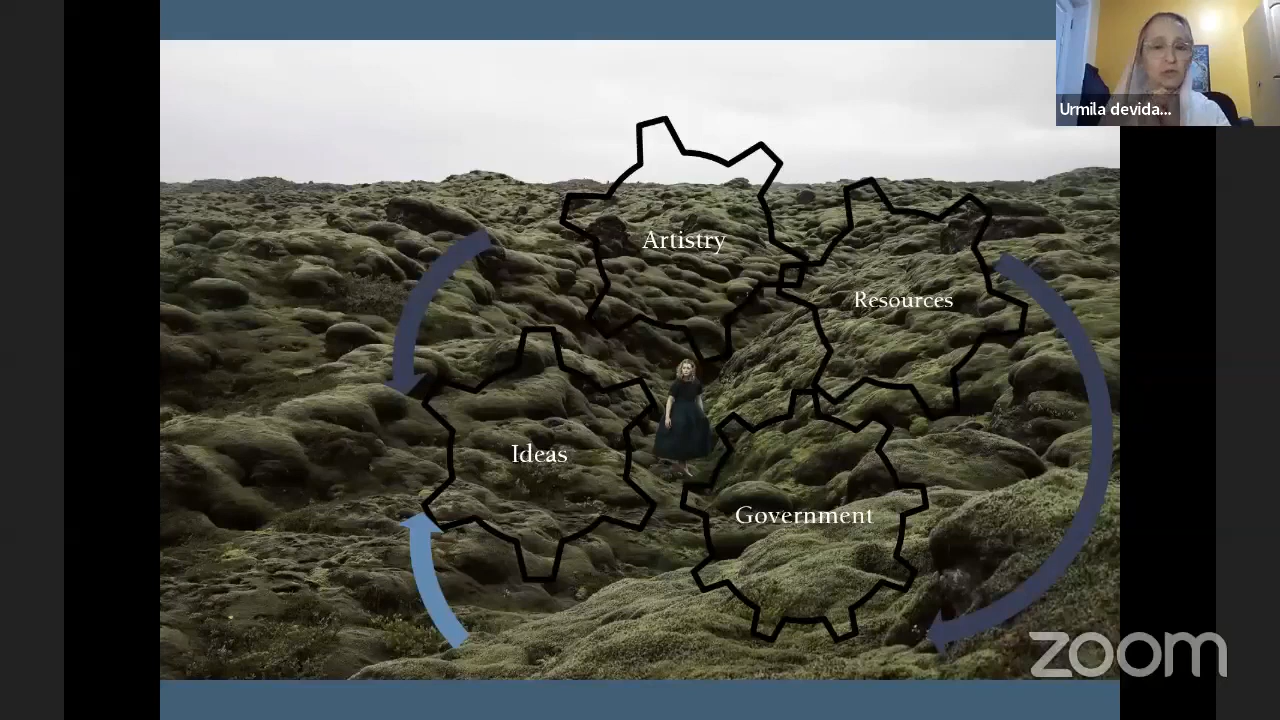 Urmila devida...
Artistry
Resources
Ideas
Government
zoom